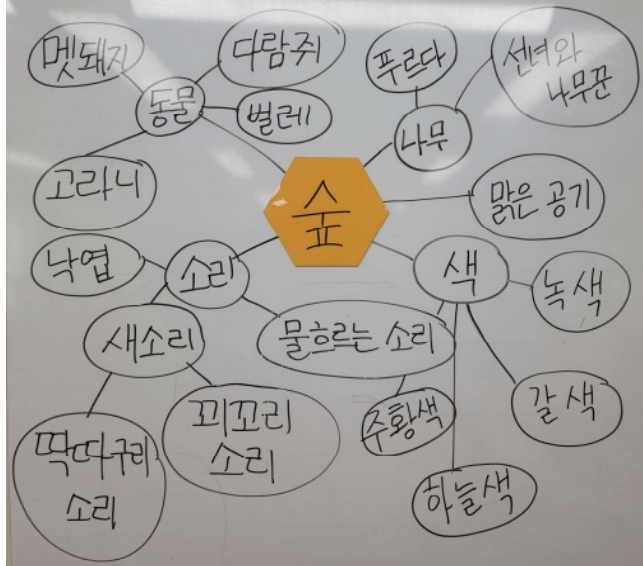 멧돼지
다람쥐
동물
벌레
고라니
푸르다
선녀와
나무꾼
나무
숲
맑은 공기
낙엽
소리
색
녹색
새소리
물흐르는 소리
갈색
주황색
하늘색
꾀꼬리
소리
딱따구리
소리